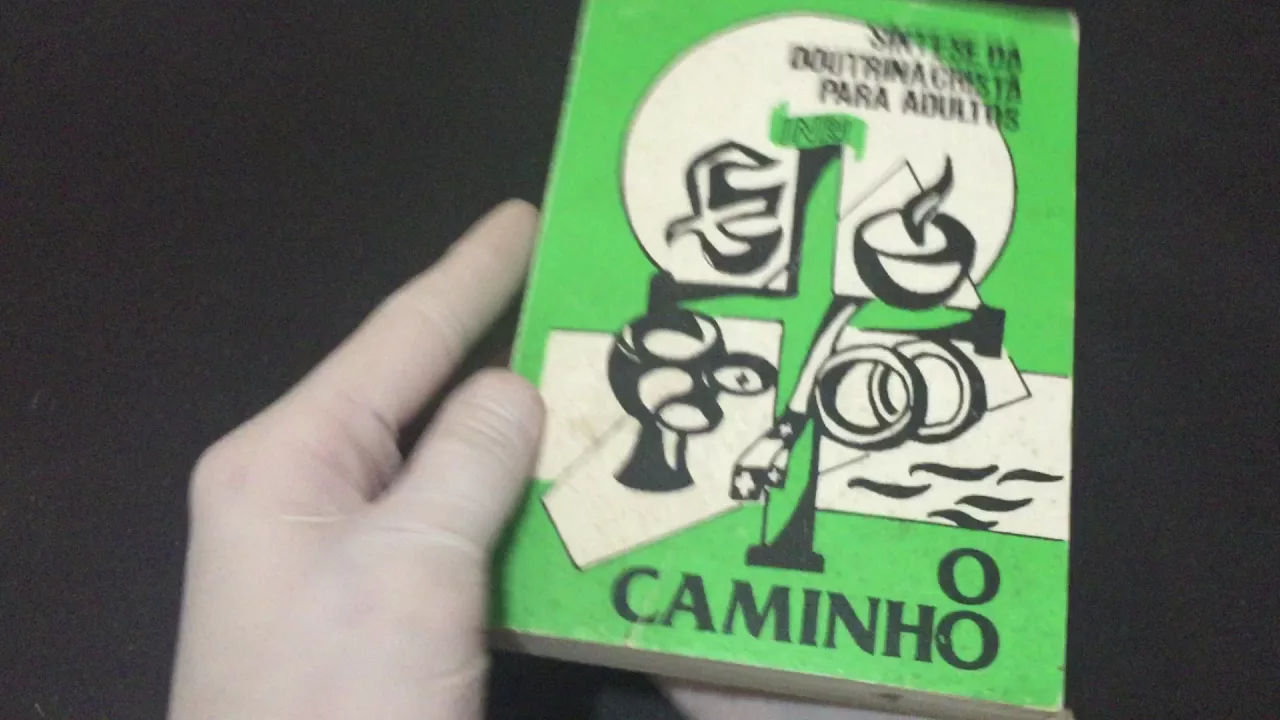 SÍNTESE DA
DOUTRINA CRISTÃ
PARA ADULTOS
INRI
O
CAMINHO